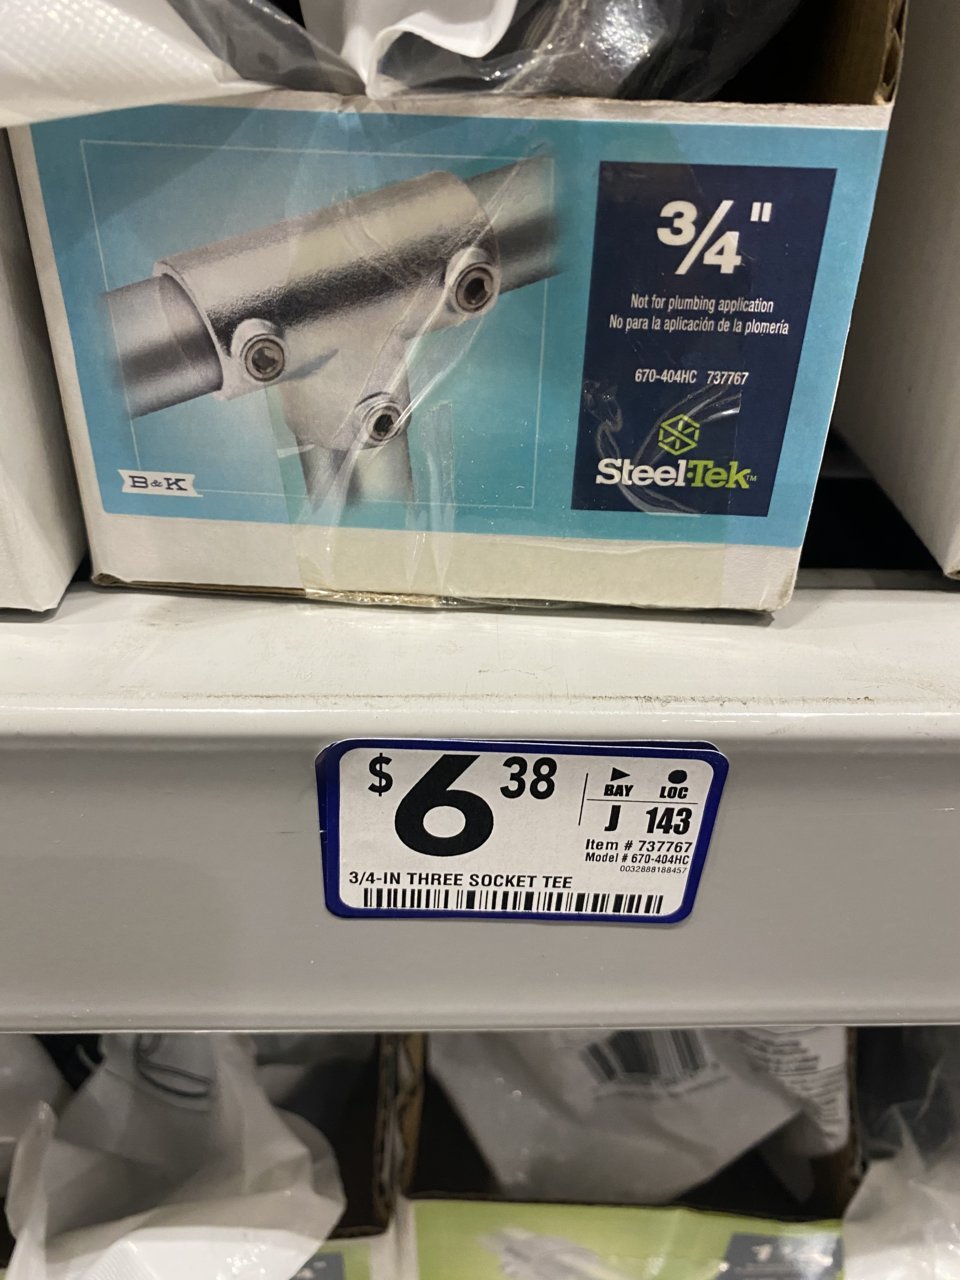 3/4"
Not for plumbing application
No para la aplicación de la plomería
670-404HC 737767
Steel·Tek™
B&K
$6 38
BAY LOC
J 143
Item # 737767
Model # 670-404HC
0032888188457
3/4-IN THREE SOCKET TEE